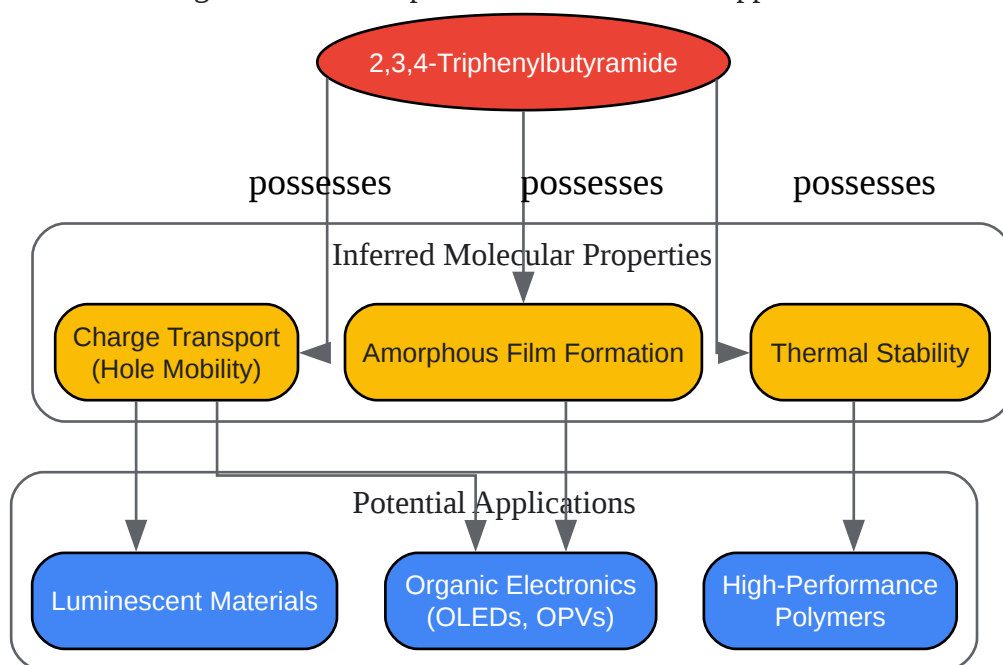 2,3,4-Triphenylbutyramide
possesses possesses possesses
Inferred Molecular Properties
Charge Transport
(Hole Mobility)
Amorphous Film Formation
Thermal Stability
Potential Applications
Luminescent Materials
Organic Electronics
(OLEDs, OPVs)
High-Performance
Polymers